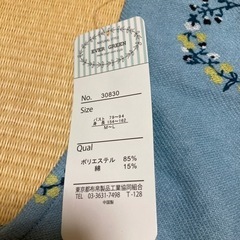 EVER GREEN
No. 30830
Size
バスト 79〜94
身長 154〜162
M〜L
Qual
ポリエステル 85%
綿 15%
東京都布帛製品工業協同組合
TEL 03-3631-7498 T-128
中国製